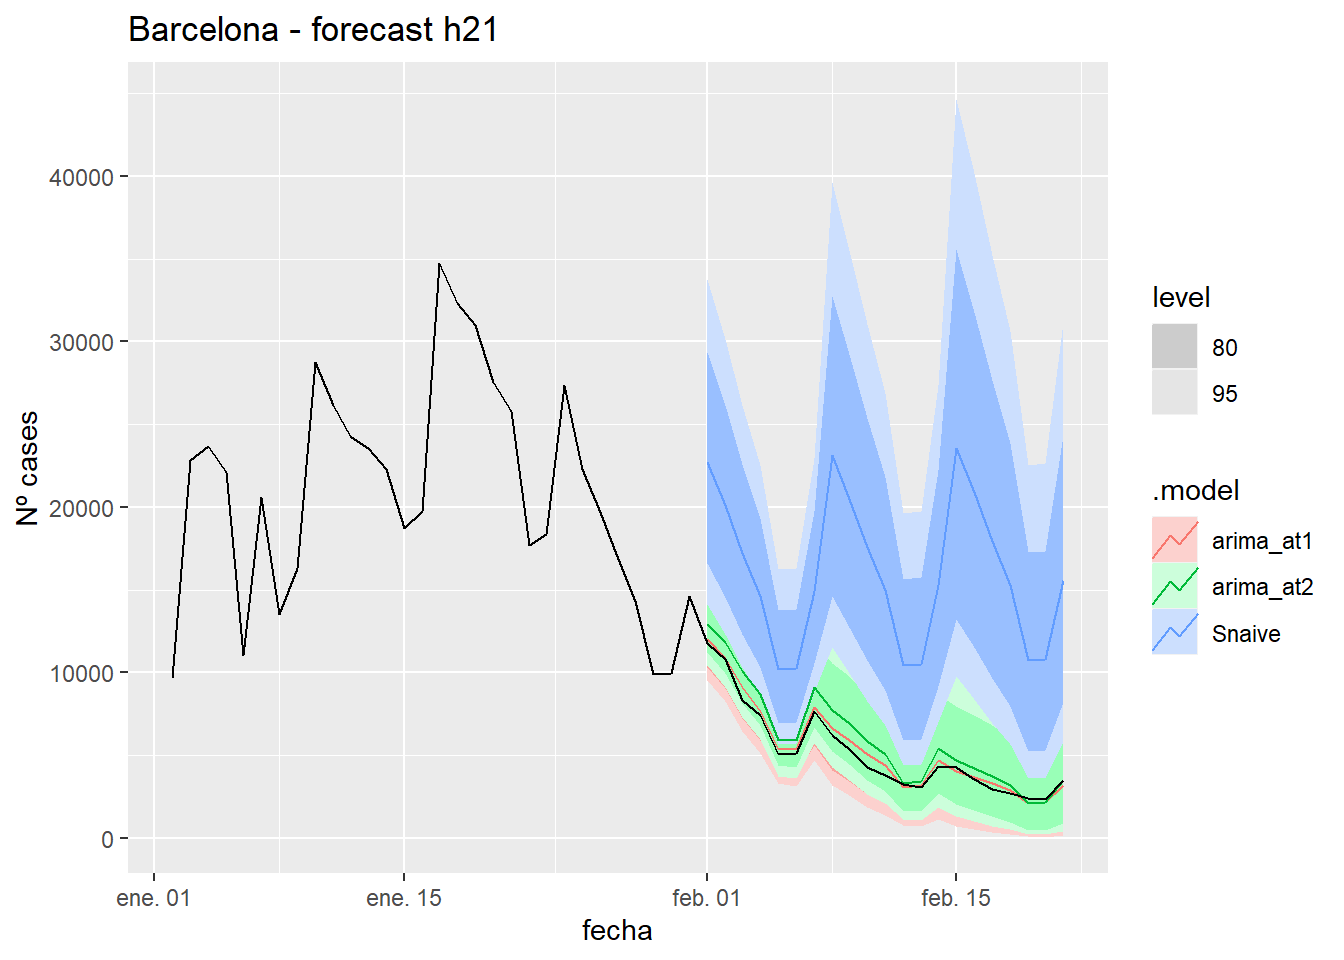 Barcelona - forecast h21
Nº cases
40000
30000
20000
10000
0
ene. 01
ene. 15
feb. 01
feb. 15
fecha
level
80
95
.model
arima_at1
arima_at2
Snaive